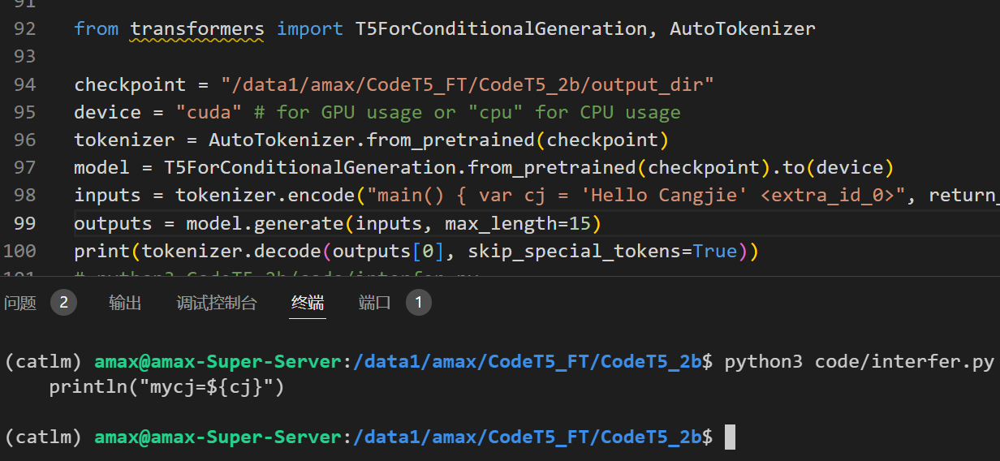 91
92 from transformers import T5ForConditionalGeneration, AutoTokenizer
93
94 checkpoint = "/data1/amax/CodeT5_FT/CodeT5_2b/output_dir"
95 device = "cuda" # for GPU usage or "cpu" for CPU usage
96 tokenizer = AutoTokenizer.from_pretrained(checkpoint)
97 model = T5ForConditionalGeneration.from_pretrained(checkpoint).to(device)
98 inputs = tokenizer.encode("main() { var cj = 'Hello Cangjie' <extra_id_0>", return_
99 outputs = model.generate(inputs, max_length=15)
100 print(tokenizer.decode(outputs[0], skip_special_tokens=True))
101 # python3 CodeT5_2b/code/interfer.py
问题 2 输出 调试控制台 终端 端口 1
(catlm) amax@amax-Super-Server:/data1/amax/CodeT5_FT/CodeT5_2b$ python3 code/interfer.py
println("mycj=${cj}")
(catlm) amax@amax-Super-Server:/data1/amax/CodeT5_FT/CodeT5_2b$